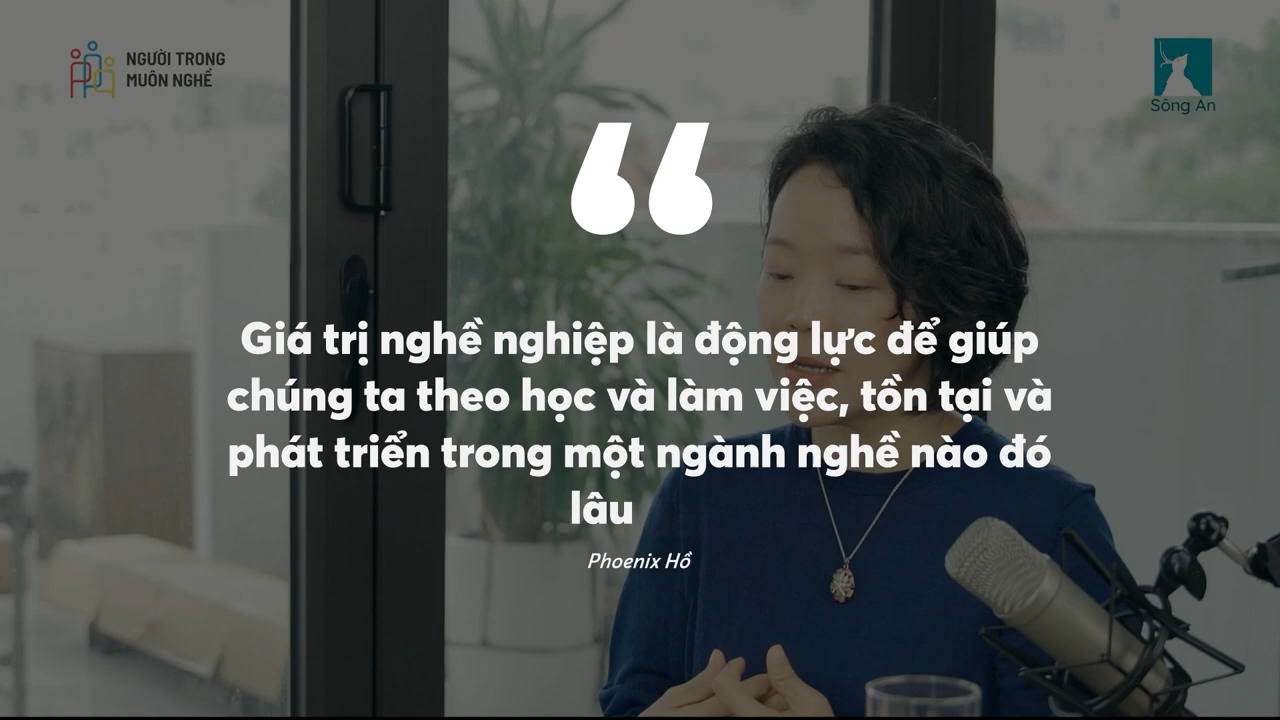 NGƯỜI TRONG
MUÔN NGHỀ
Sông An
Giá trị nghề nghiệp là động lực để giúp
chúng ta theo học và làm việc, tồn tại và
phát triển trong một ngành nghề nào đó
lâu
Phoenix Hồ